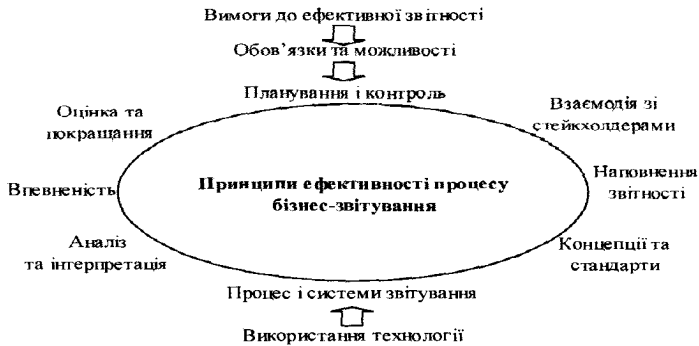 Вимоги до ефективної звітності
Обов’язки та можливості
Планування і контроль
Оцінка та
покращання
Взаємодія зі
стейкхолдерами
Впевненість
Принципи ефективності процесу
бізнес-звітування
Наповнення
звітності
Аналіз
та інтерпретація
Концепції та
стандарти
Процес і системи звітування
Використання технології